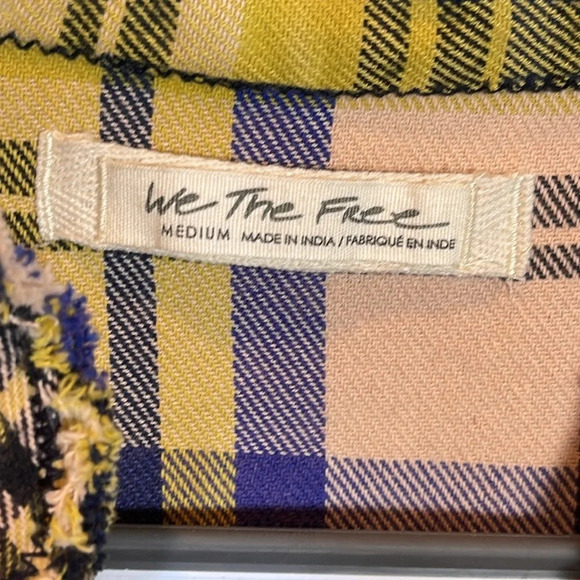 We The Free
MEDIUM MADE IN INDIA / FABRIQUÉ EN INDE